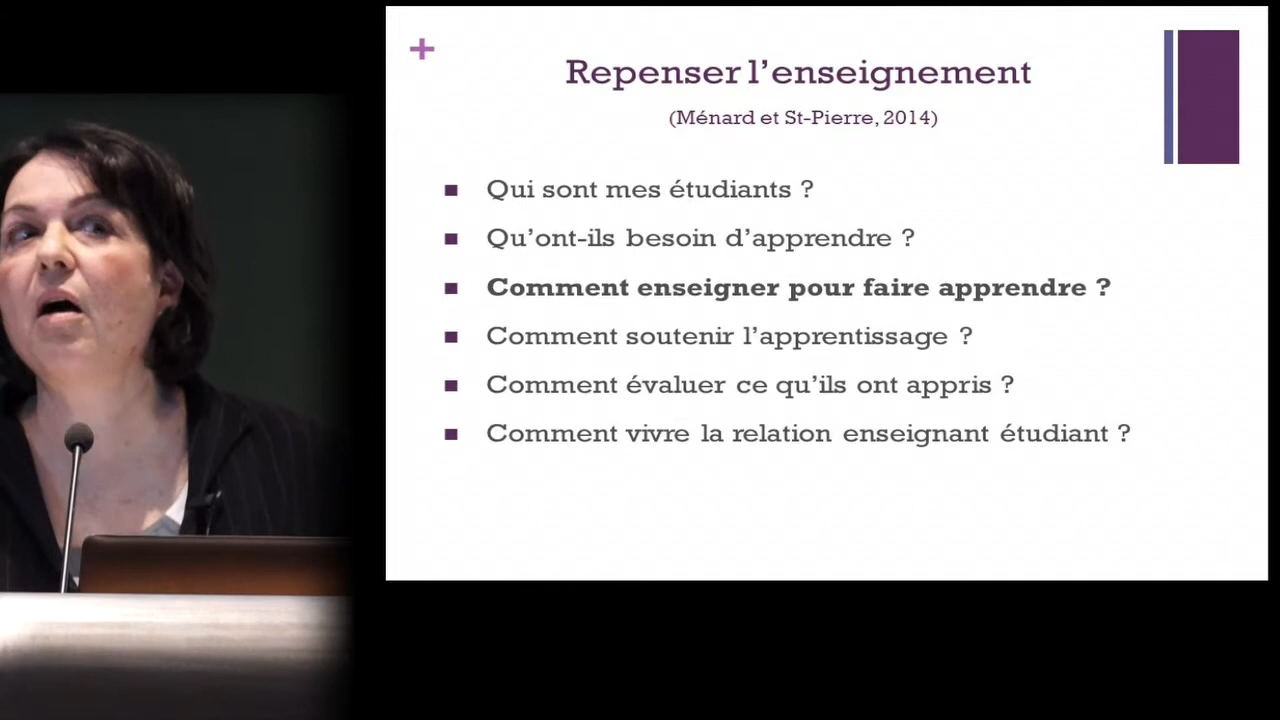 +
Repenser l’enseignement
(Ménard et St-Pierre, 2014)
■ Qui sont mes étudiants ?
■ Qu’ont-ils besoin d’apprendre ?
■ Comment enseigner pour faire apprendre ?
■ Comment soutenir l’apprentissage ?
■ Comment évaluer ce qu’ils ont appris ?
■ Comment vivre la relation enseignant étudiant ?